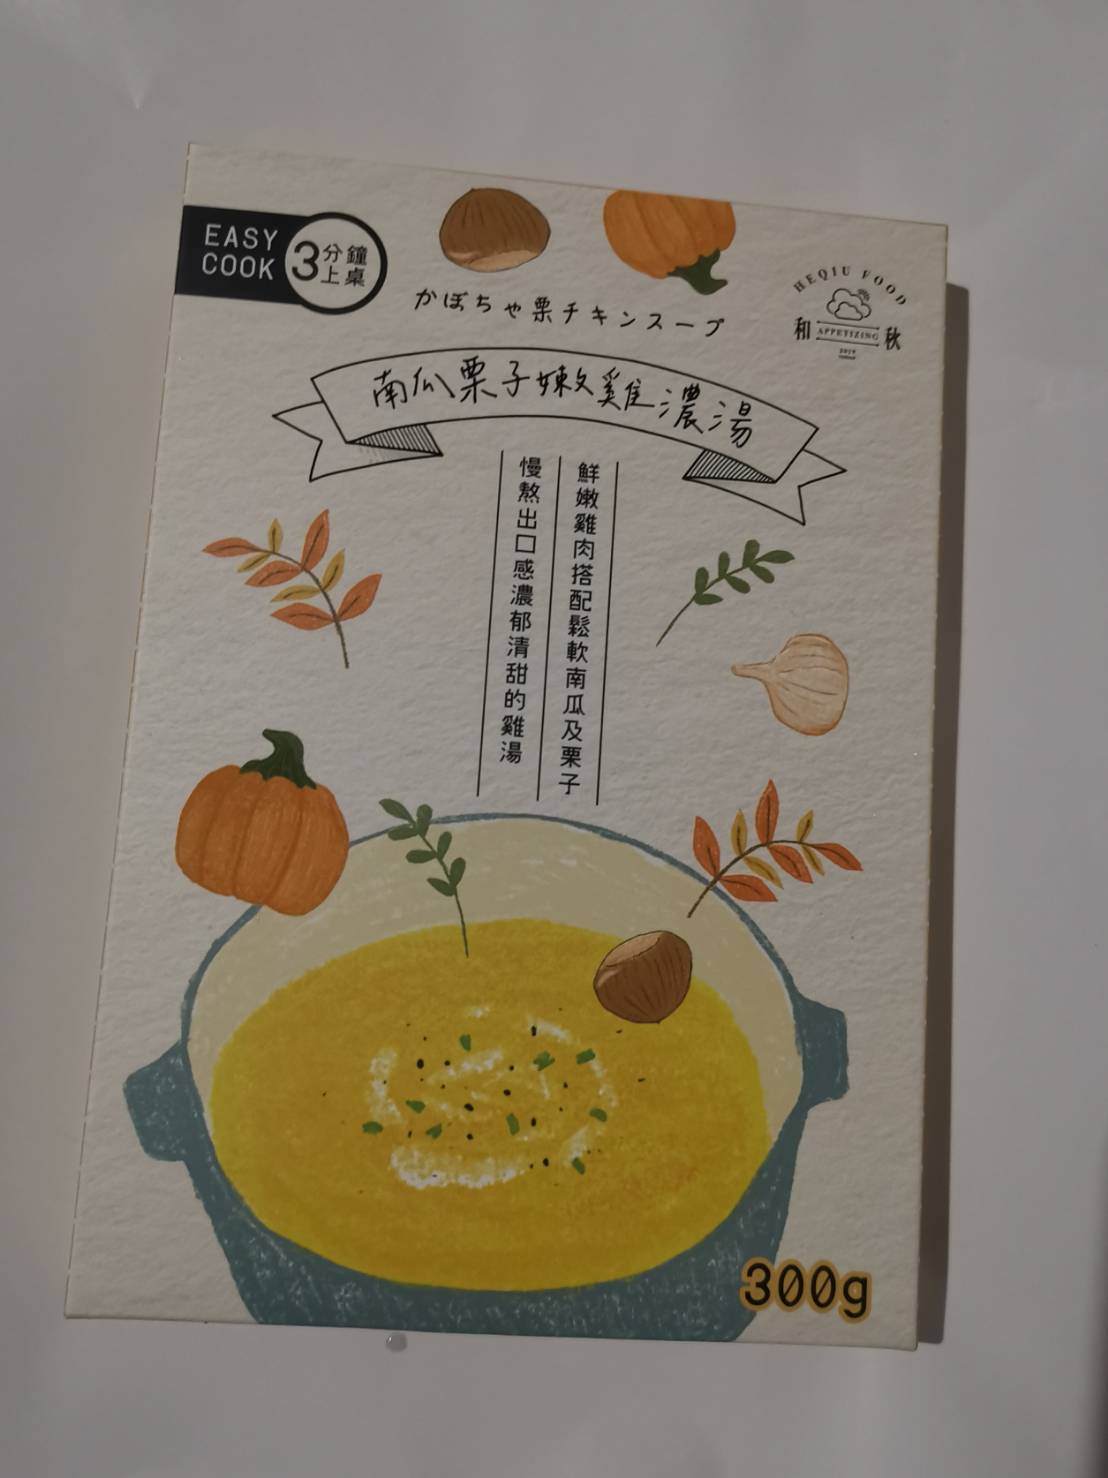 EASY
COOK
3分鐘
上桌
かぼちゃ栗チキンスープ
HEQIU FOOD
和 APPETIZING 秋
2019
南瓜栗子嫩雞濃湯
鮮嫩雞肉搭配鬆軟南瓜及栗子
慢熬出口感濃郁清甜的雞湯
300g